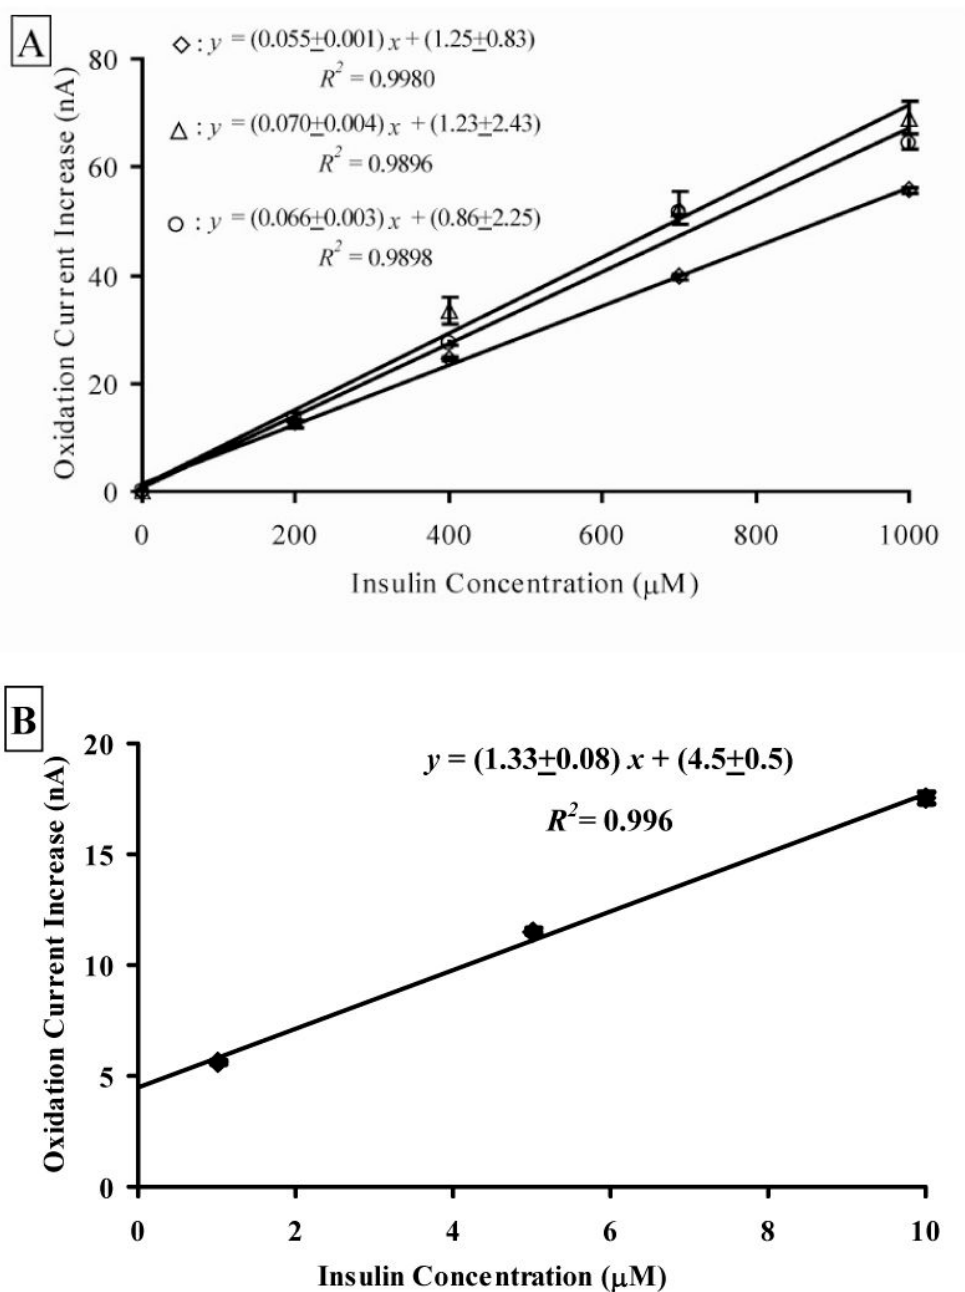 A
◇ : y = (0.055±0.001) x + (1.25±0.83)
R² = 0.9980
△ : y = (0.070±0.004) x + (1.23±2.43)
R² = 0.9896
○ : y = (0.066±0.003) x + (0.86±2.25)
R² = 0.9898
Oxidation Current Increase (nA)
80
60
40
20
0
0 200 400 600 800 1000
Insulin Concentration (μM)
B
y = (1.33±0.08) x + (4.5±0.5)
R²= 0.996
Oxidation Current Increase (nA)
20
15
10
5
0
0 2 4 6 8 10
Insulin Concentration (μM)